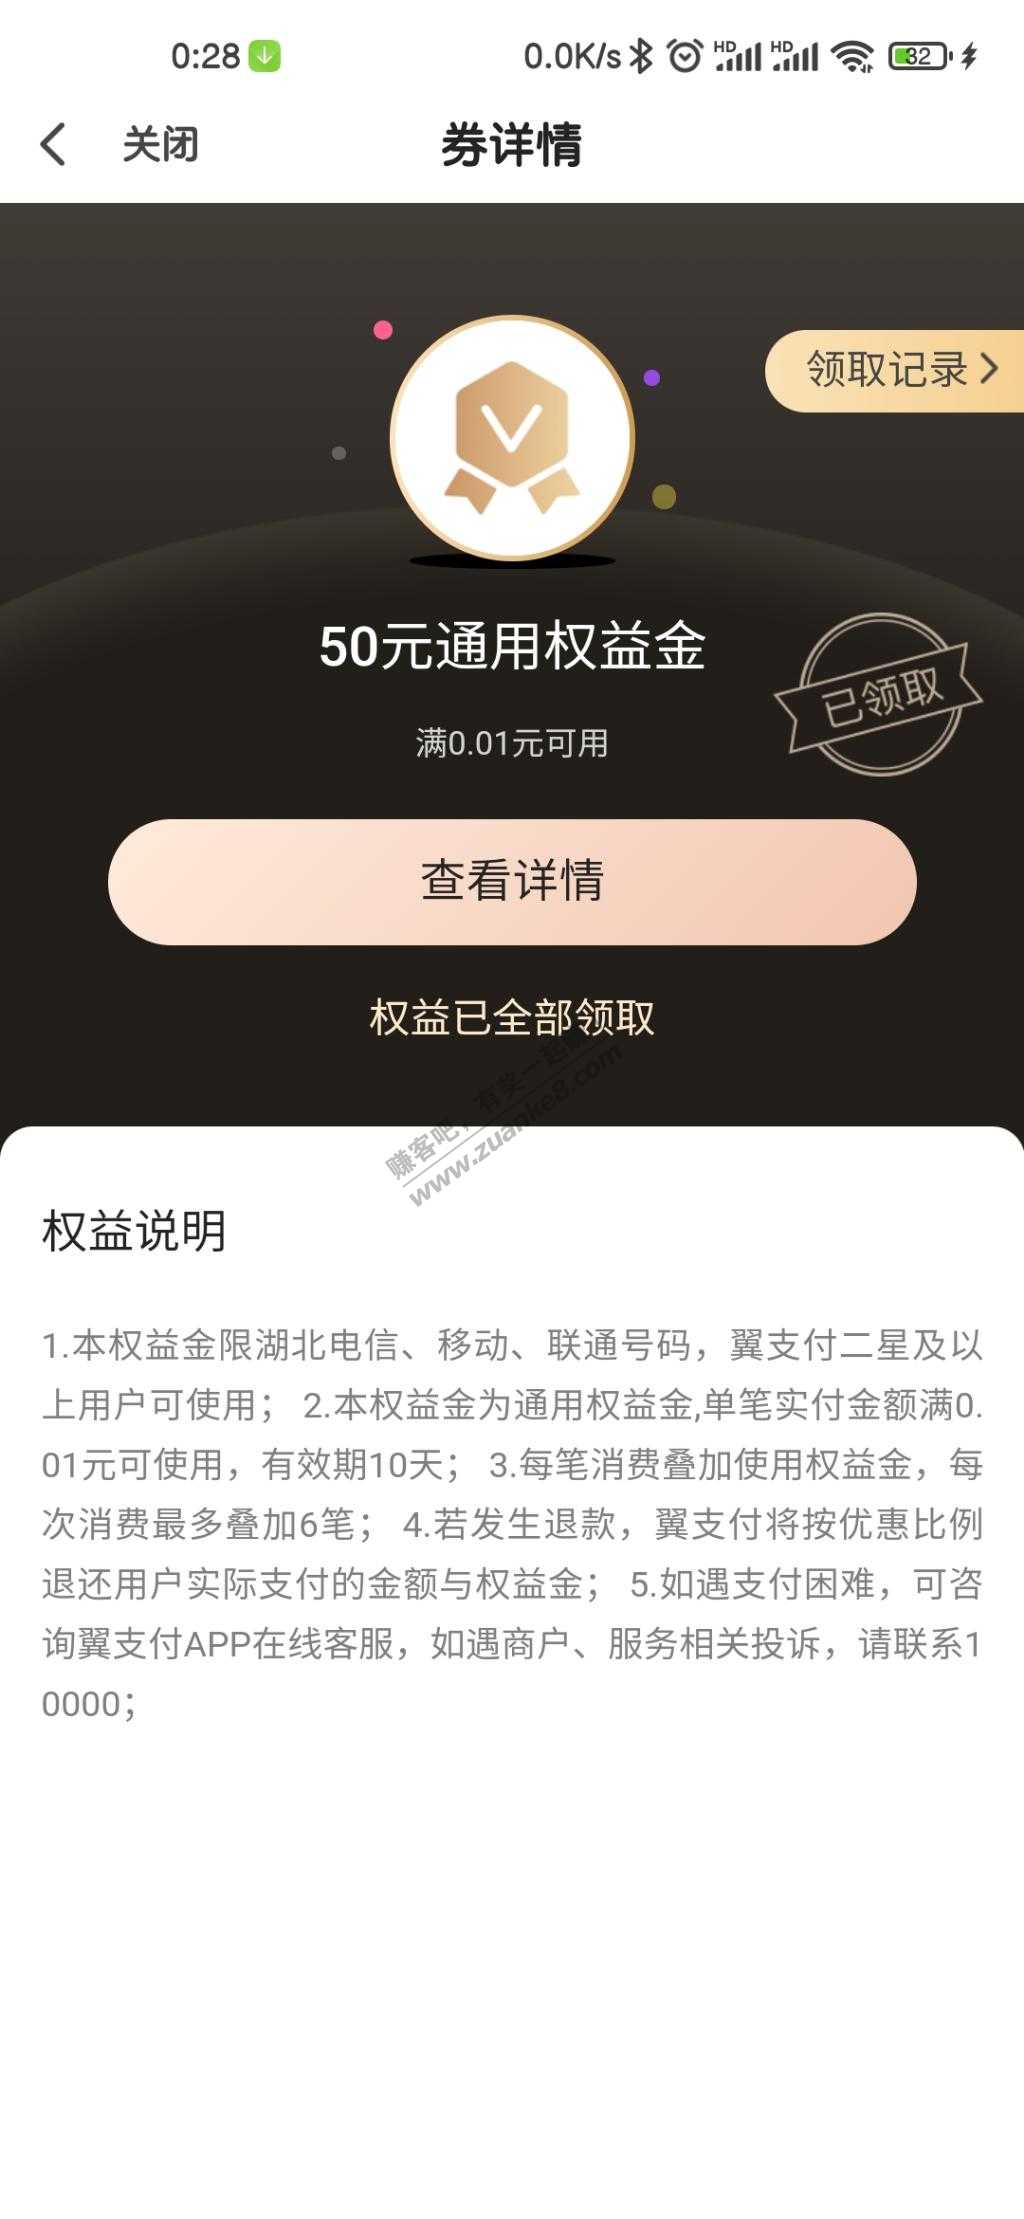 0:28
0.0K/s HD HD 32
关闭
券详情
领取记录
50元通用权益金
已领取
满0.01元可用
查看详情
权益已全部领取
赚客吧，有奖一起赚
www.zuanke8.com
权益说明
1.本权益金限湖北电信、移动、联通号码，翼支付二星及以
上用户可使用； 2.本权益金为通用权益金,单笔实付金额满0.
01元可使用，有效期10天； 3.每笔消费叠加使用权益金，每
次消费最多叠加6笔； 4.若发生退款，翼支付将按优惠比例
退还用户实际支付的金额与权益金； 5.如遇支付困难，可咨
询翼支付APP在线客服，如遇商户、服务相关投诉，请联系1
0000；